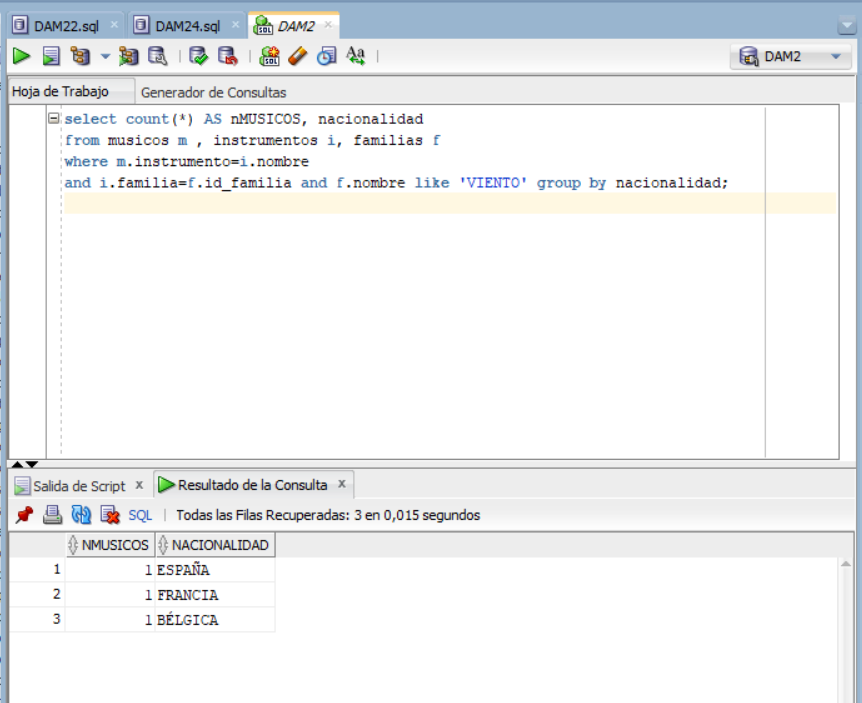 DAM22.sql DAM24.sql DAM2
DAM2
Hoja de Trabajo Generador de Consultas
select count(*) AS nMUSICOS, nacionalidad
from musicos m , instrumentos i, familias f
where m.instrumento=i.nombre
and i.familia=f.id_familia and f.nombre like 'VIENTO' group by nacionalidad;
Salida de Script x Resultado de la Consulta x
SQL | Todas las Filas Recuperadas: 3 en 0,015 segundos
NMUSICOS NACIONALIDAD
1 1 ESPAÑA
2 1 FRANCIA
3 1 BÉLGICA